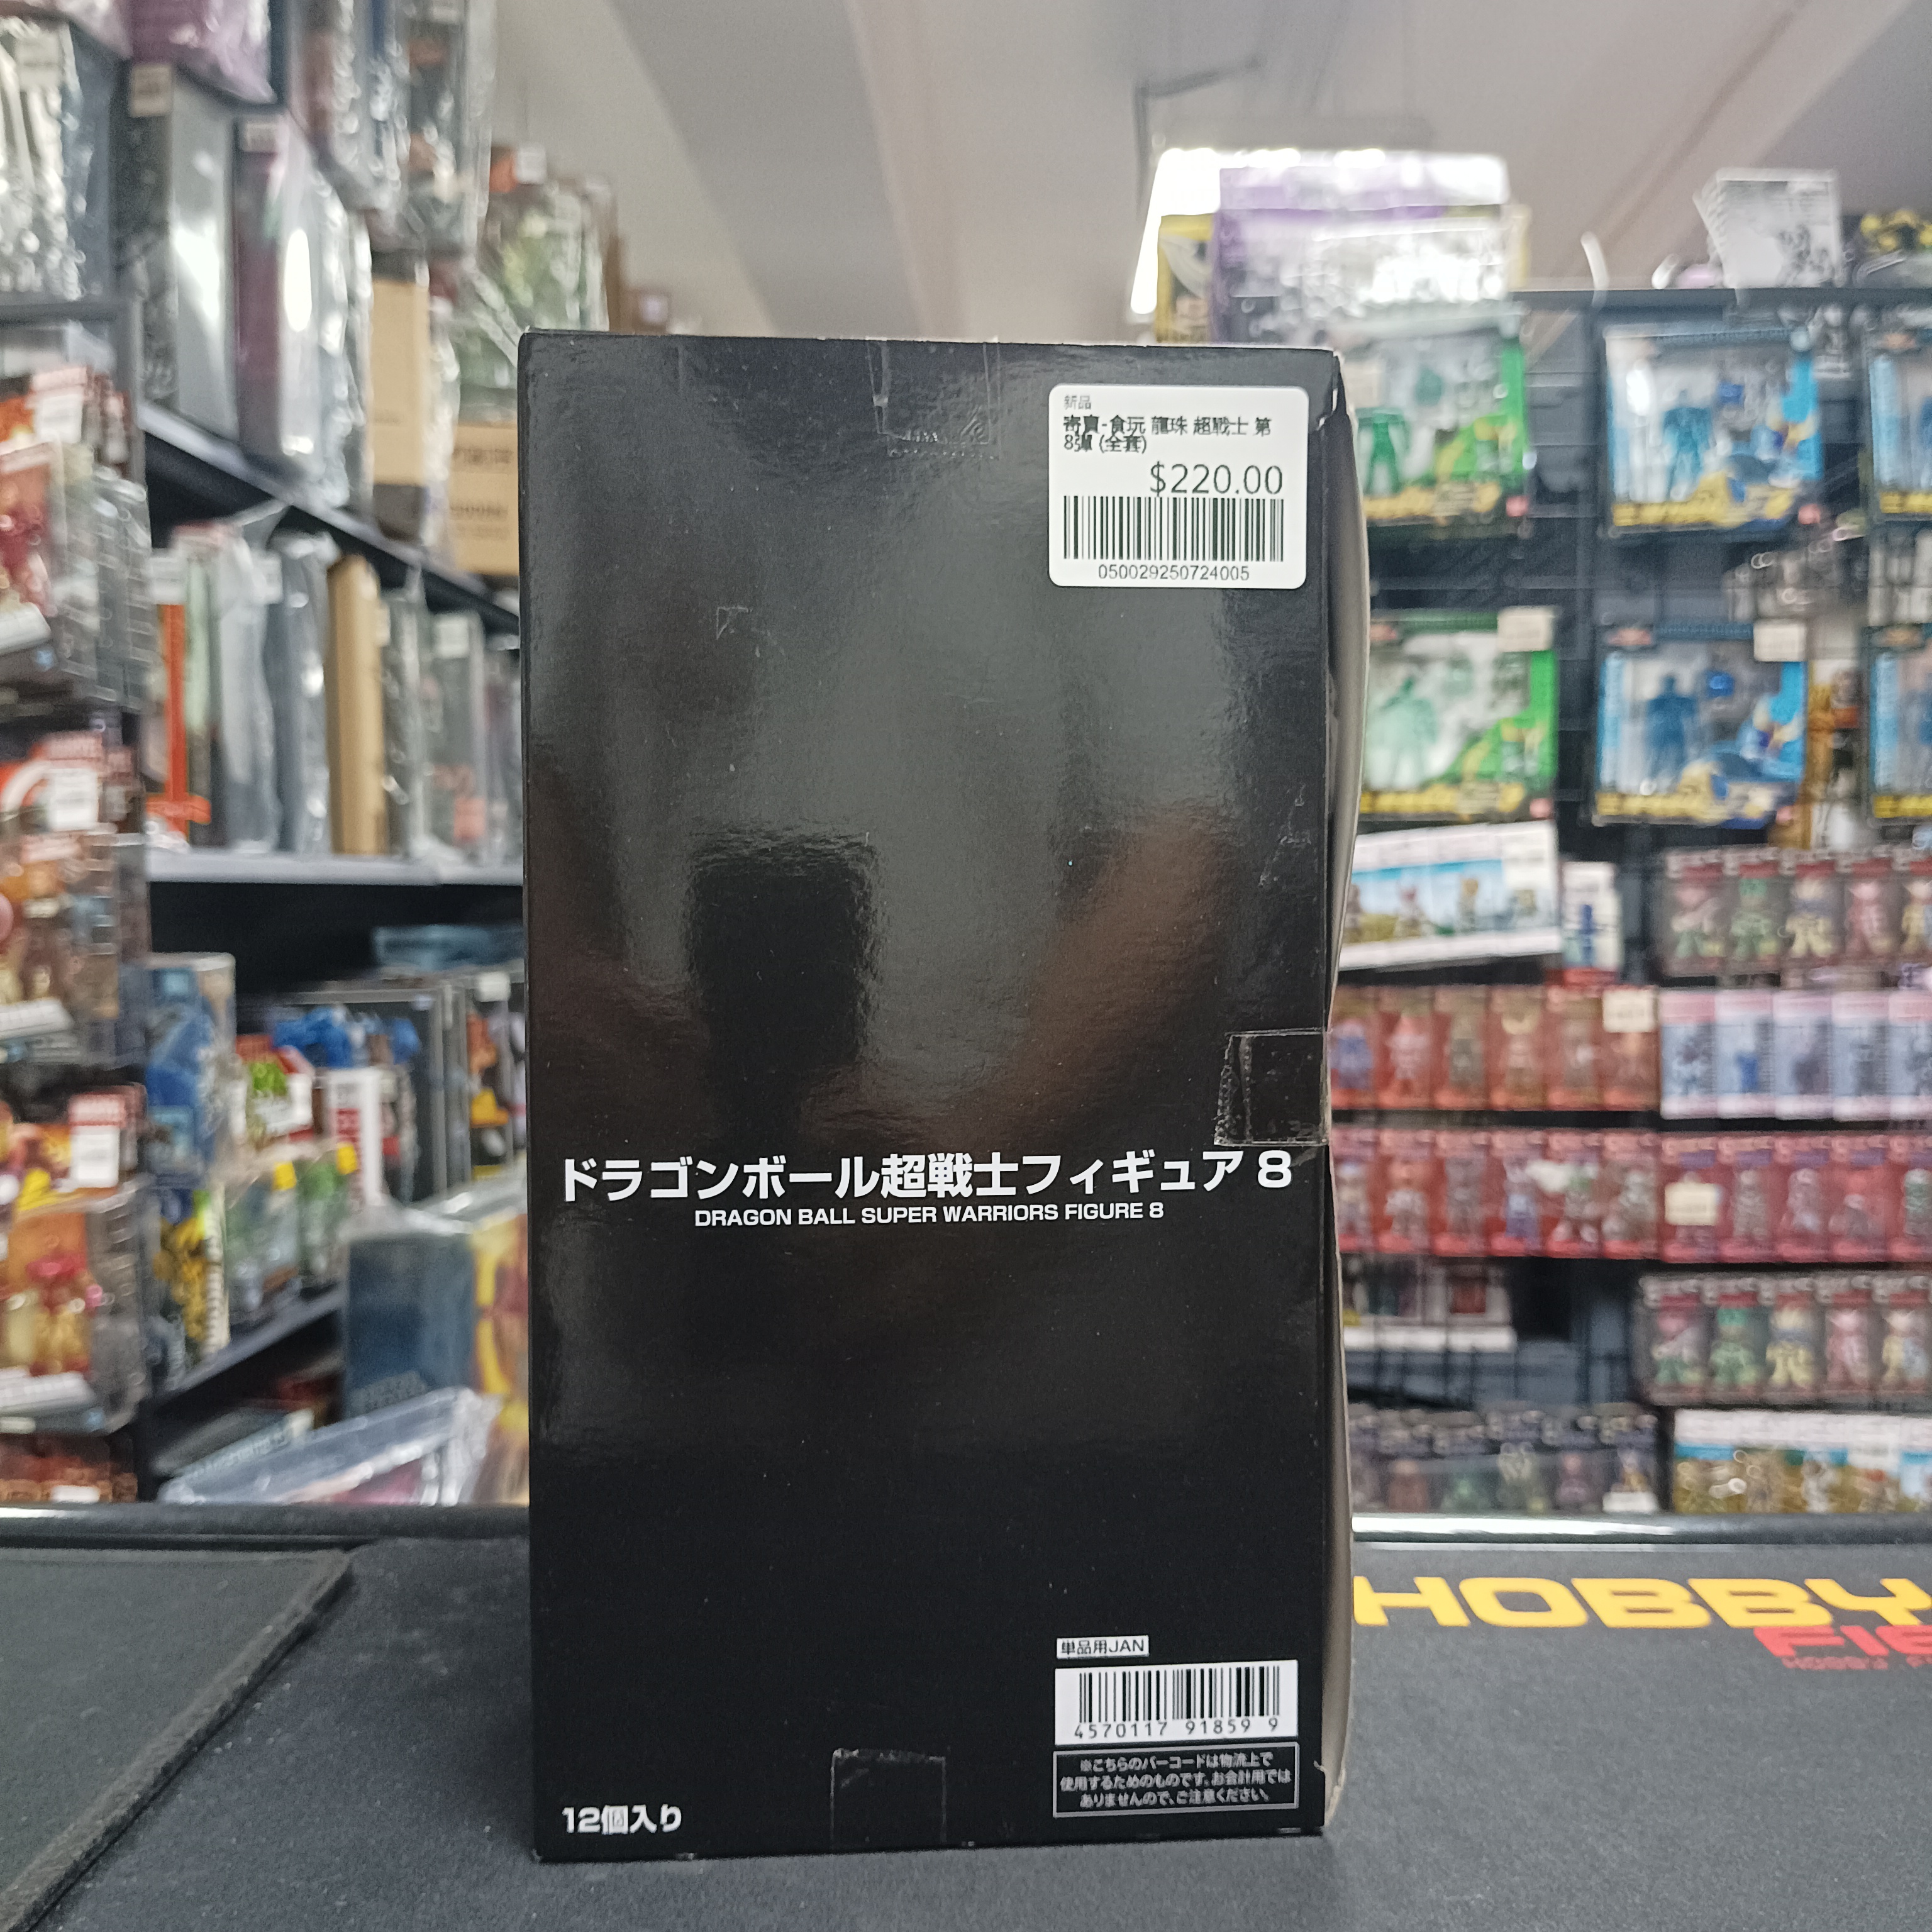 新品
寄賣-食玩 龍珠 超戰士 第
8彈 (全套)
$220.00
050029250724005
ドラゴンボール超戦士フィギュア 8
DRAGON BALL SUPER WARRIORS FIGURE 8
HOBBY
FIE
単品用JAN
4570117 91859 9
※こちらのバーコードは物流上で
使用するためのものです。お会計用では
ありませんので、ご注意ください。
12個入り